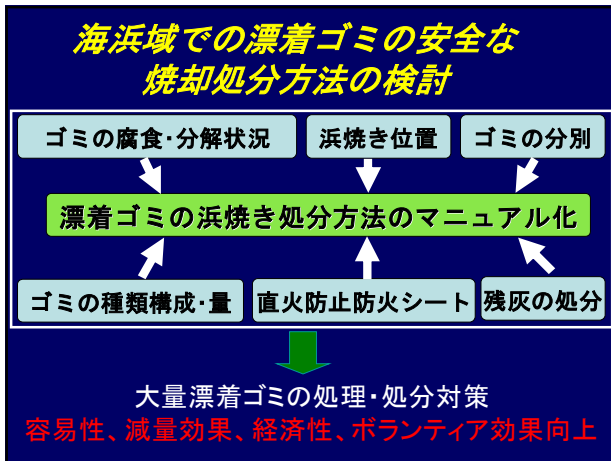 海浜域での漂着ゴミの安全な
焼却処分方法の検討
ゴミの腐食･分解状況
浜焼き位置
ゴミの分別
漂着ゴミの浜焼き処分方法のマニュアル化
ゴミの種類構成･量
直火防止防火シート
残灰の処分
大量漂着ゴミの処理･処分対策
容易性、減量効果、経済性、ボランティア効果向上